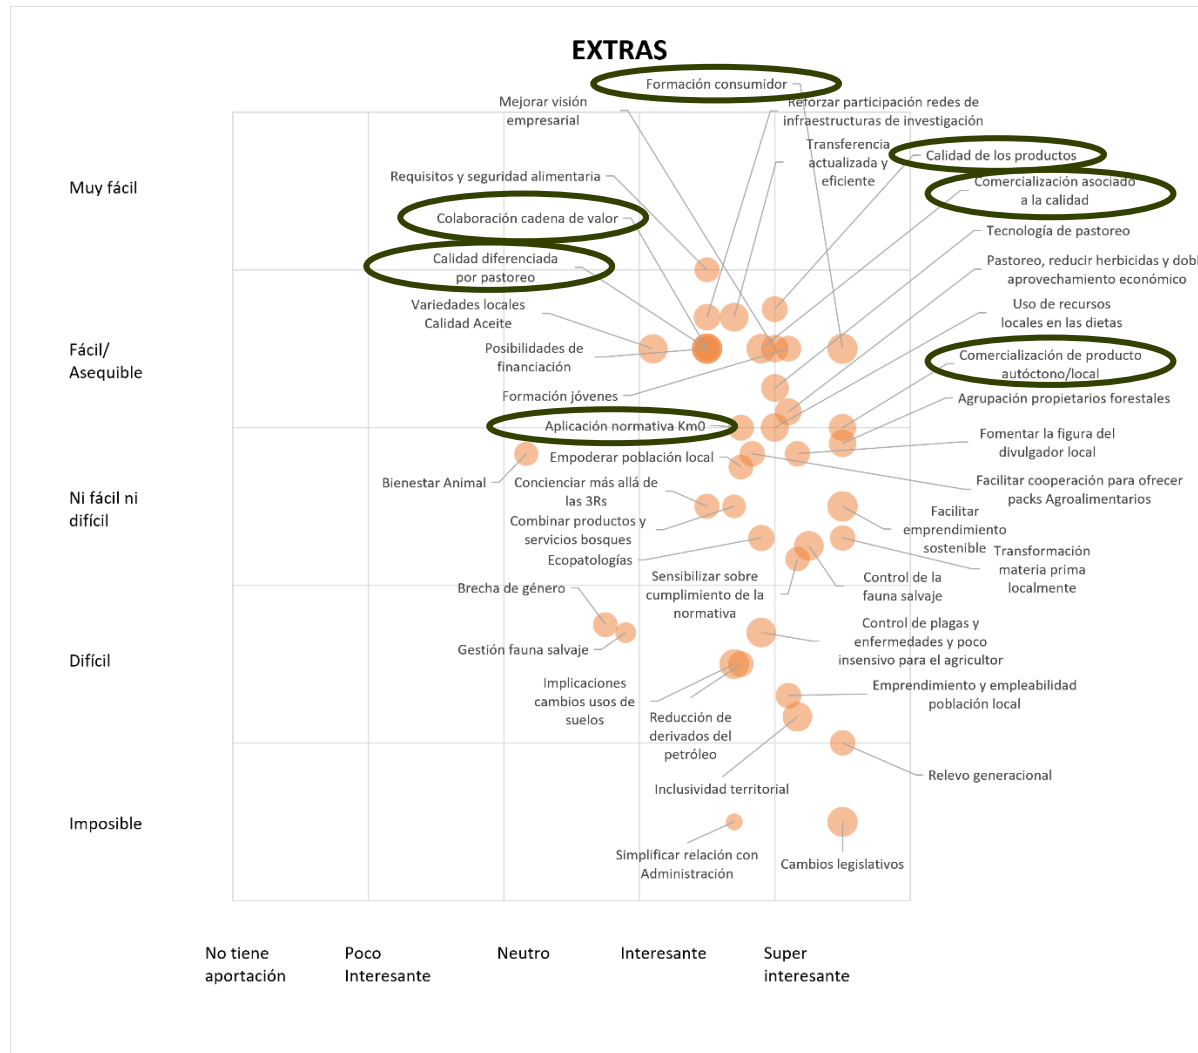 EXTRAS
Formación consumidor
Mejorar visión
empresarial
Reforzar participación redes de
infraestructuras de investigación
Transferencia
actualizada y
eficiente
Calidad de los productos
Muy fácil
Requisitos y seguridad alimentaria
Comercialización asociado
a la calidad
Colaboración cadena de valor
Tecnología de pastoreo
Calidad diferenciada
por pastoreo
Pastoreo, reducir herbicidas y dobl
aprovechamiento económico
Variedades locales
Calidad Aceite
Uso de recursos
locales en las dietas
Fácil/
Asequible
Posibilidades de
financiación
Comercialización de producto
autóctono/local
Formación jóvenes
Agrupación propietarios forestales
Aplicación normativa Km0
Fomentar la figura del
divulgador local
Empoderar población local
Bienestar Animal
Concienciar más allá de
las 3Rs
Facilitar cooperación para ofrecer
packs Agroalimentarios
Ni fácil ni
difícil
Combinar productos y
servicios bosques
Facilitar
emprendimiento
sostenible
Ecopatologías
Transformación
materia prima
localmente
Sensibilizar sobre
cumplimiento de la
normativa
Control de la
fauna salvaje
Brecha de género
Gestión fauna salvaje
Control de plagas y
enfermedades y poco
insensivo para el agricultor
Difícil
Implicaciones
cambios usos de
suelos
Emprendimiento y empleabilidad
población local
Reducción de
derivados del
petróleo
Inclusividad territorial
Relevo generacional
Imposible
Simplificar relación con
Administración
Cambios legislativos
No tiene
aportación
Poco
Interesante
Neutro
Interesante
Super
interesante